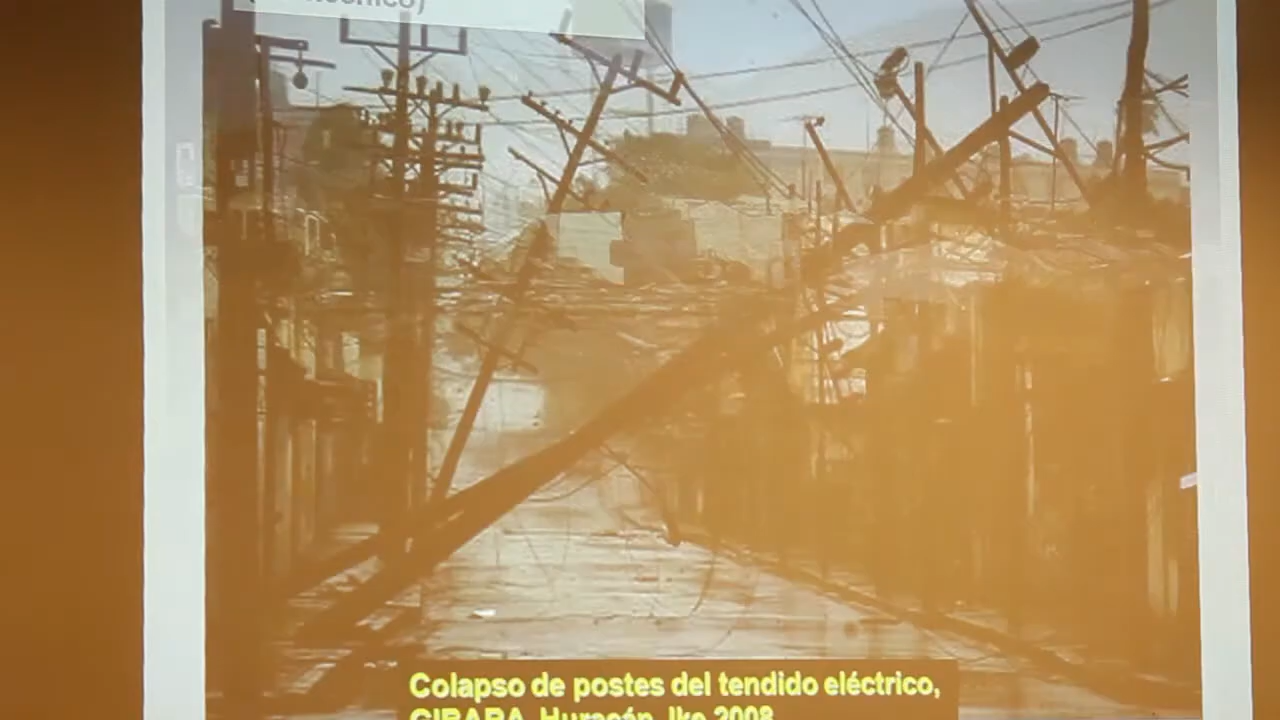 Colapso de postes del tendido eléctrico,
GIBARA, Huracán Ike 2008